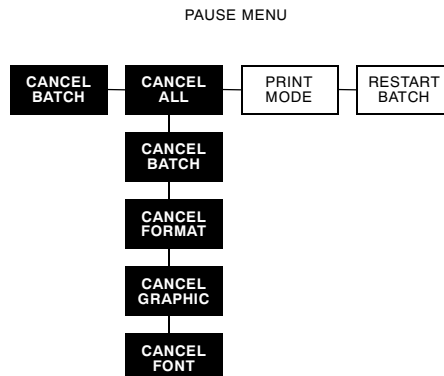 PAUSE MENU
CANCEL
BATCH
CANCEL
ALL
PRINT
MODE
RESTART
BATCH
CANCEL
BATCH
CANCEL
FORMAT
CANCEL
GRAPHIC
CANCEL
FONT